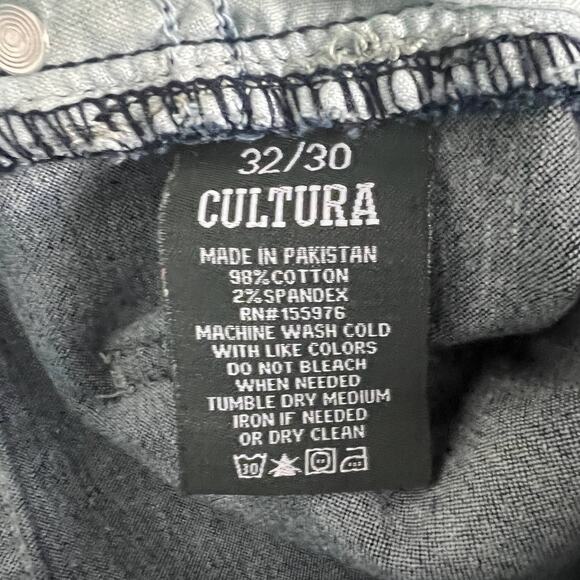 32/30
CULTURA
MADE IN PAKISTAN
98%COTTON
2%SPANDEX
RN#155976
MACHINE WASH COLD
WITH LIKE COLORS
DO NOT BLEACH
WHEN NEEDED
TUMBLE DRY MEDIUM
IRON IF NEEDED
OR DRY CLEAN
30